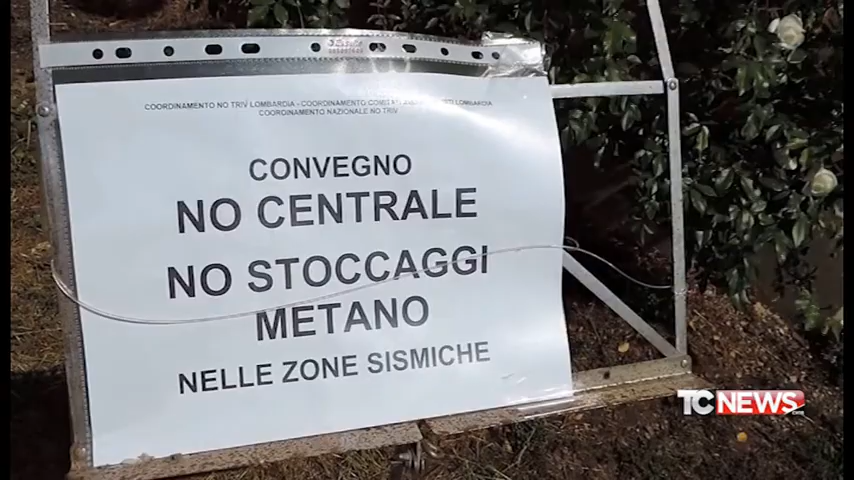 COORDINAMENTO NO TRIV LOMBARDIA - COORDINAMENTO COMITATI LOMBARDIA
COORDINAMENTO NAZIONALE NO TRIV
CONVEGNO
NO CENTRALE
NO STOCCAGGI
METANO
NELLE ZONE SISMICHE
TC NEWS